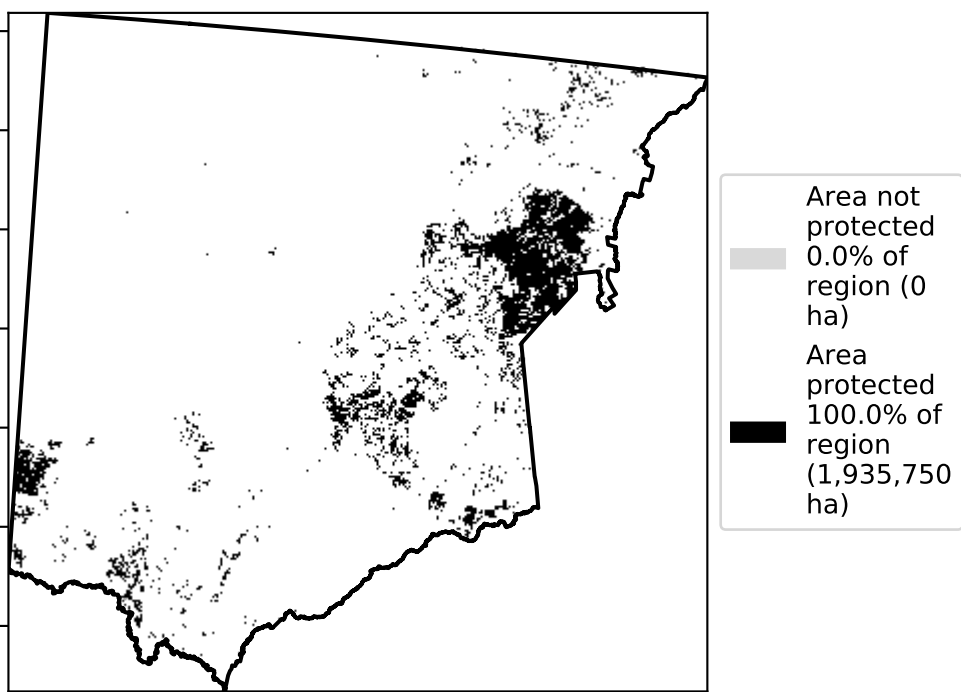 Area not
protected
0.0% of
region (0
ha)
Area
protected
100.0% of
region
(1,935,750
ha)